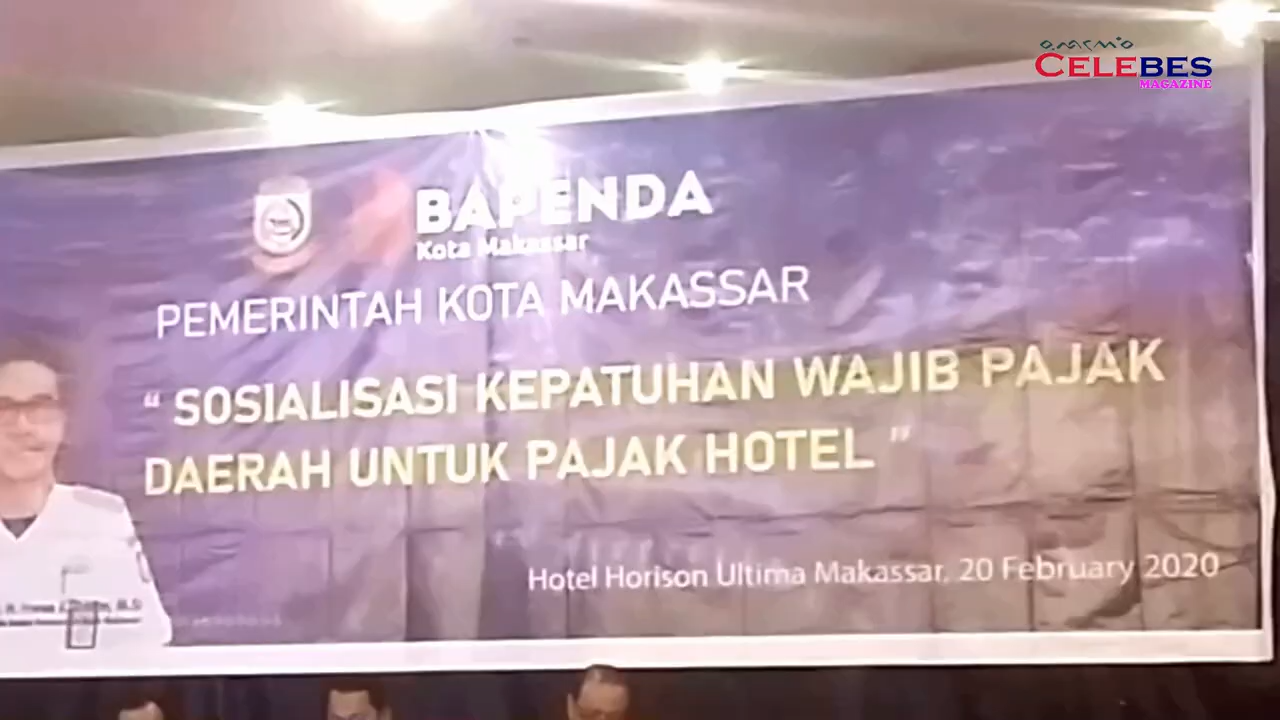 CELEBES
MAGAZINE
BAPENDA
Kota Makassar
PEMERINTAH KOTA MAKASSAR
“ SOSIALISASI KEPATUHAN WAJIB PAJAK
DAERAH UNTUK PAJAK HOTEL ”
Hotel Horison Ultima Makassar, 20 February 2020